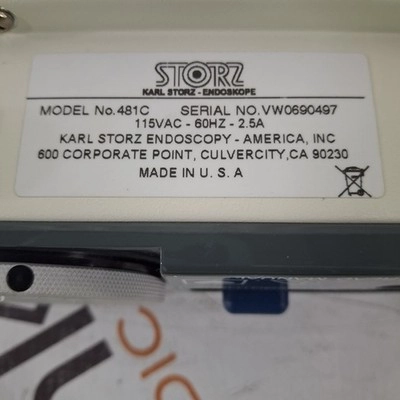 STORZ
KARL STORZ - ENDOSKOPE
MODEL No.481C SERIAL NO.VW0690497
115VAC - 60HZ - 2.5A
KARL STORZ ENDOSCOPY - AMERICA, INC
600 CORPORATE POINT, CULVERCITY,CA 90230
MADE IN U. S. A